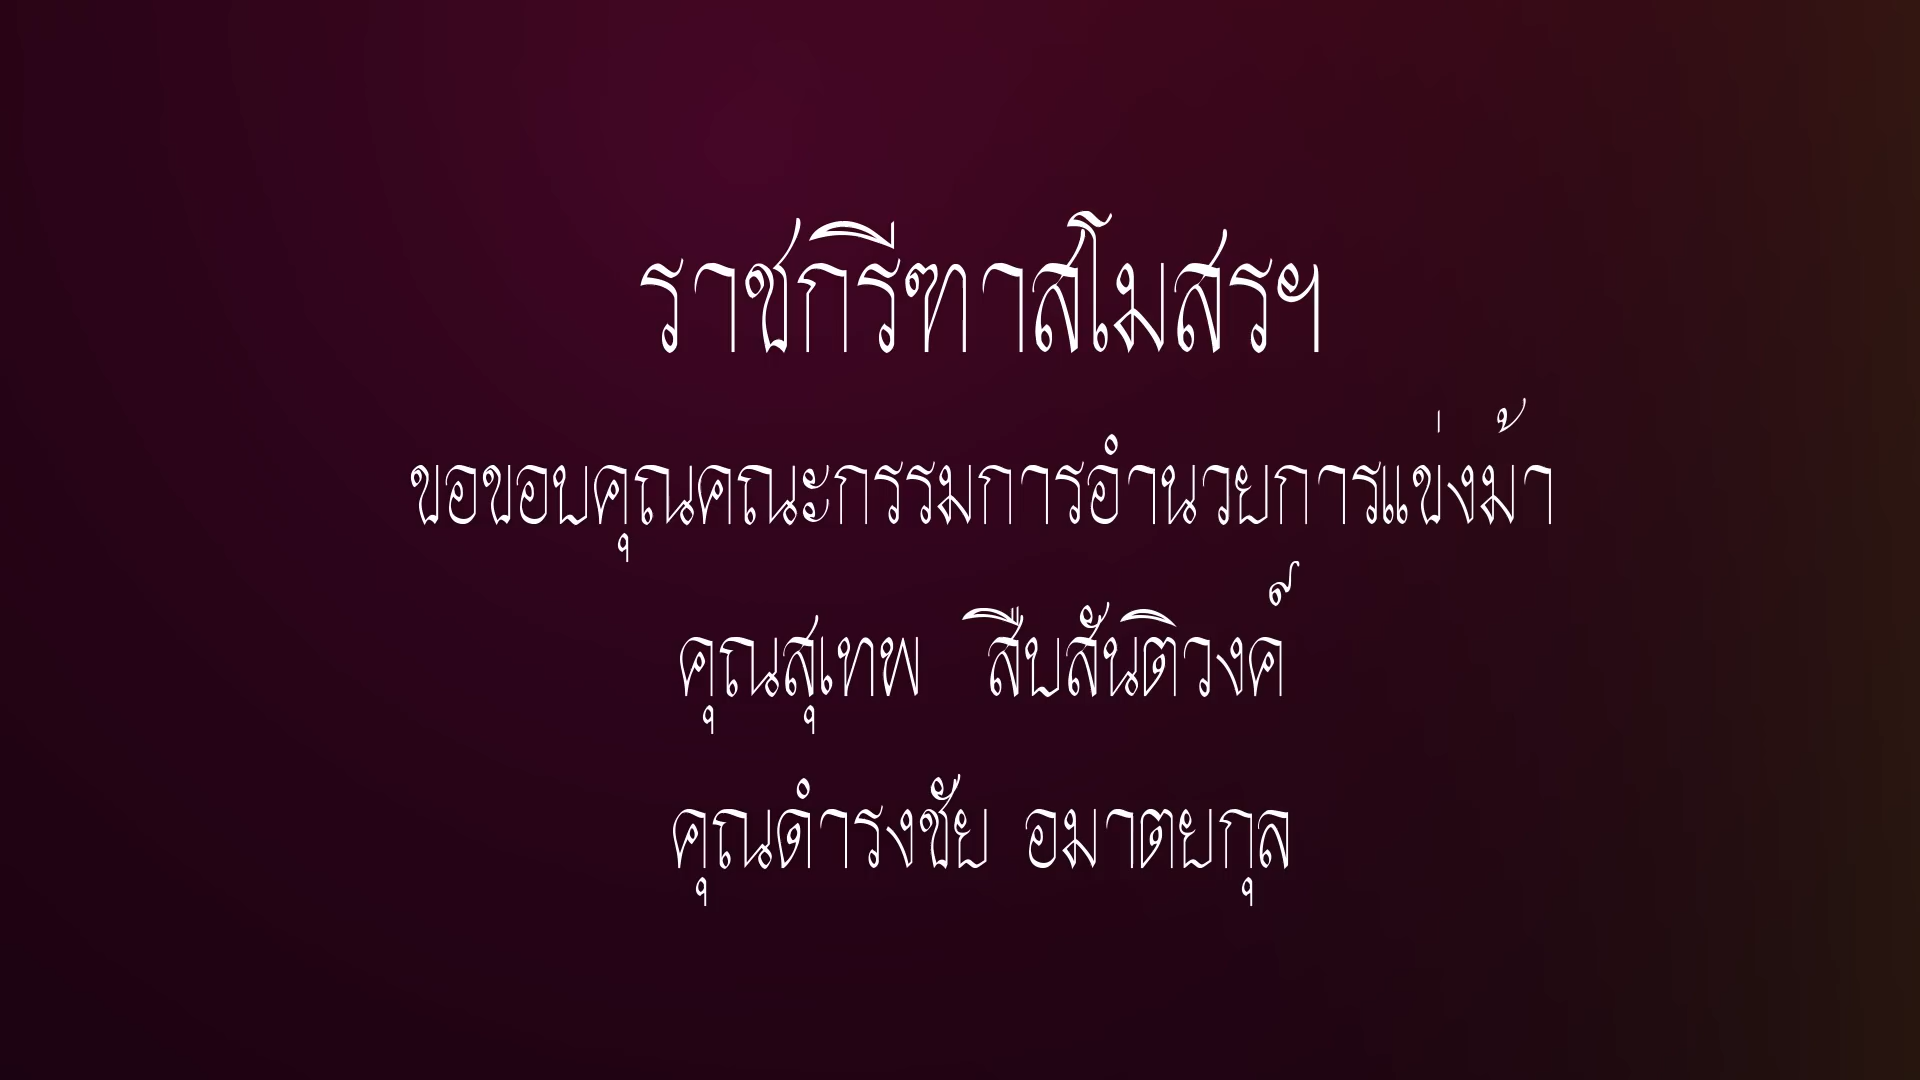 ราชกรีฑาสโมสรฯ
ขอขอบคุณคณะกรรมการอำนวยการแข่งม้า
คุณสุเทพ สืบสันติวงค์
คุณดำรงชัย อมาตยกุล